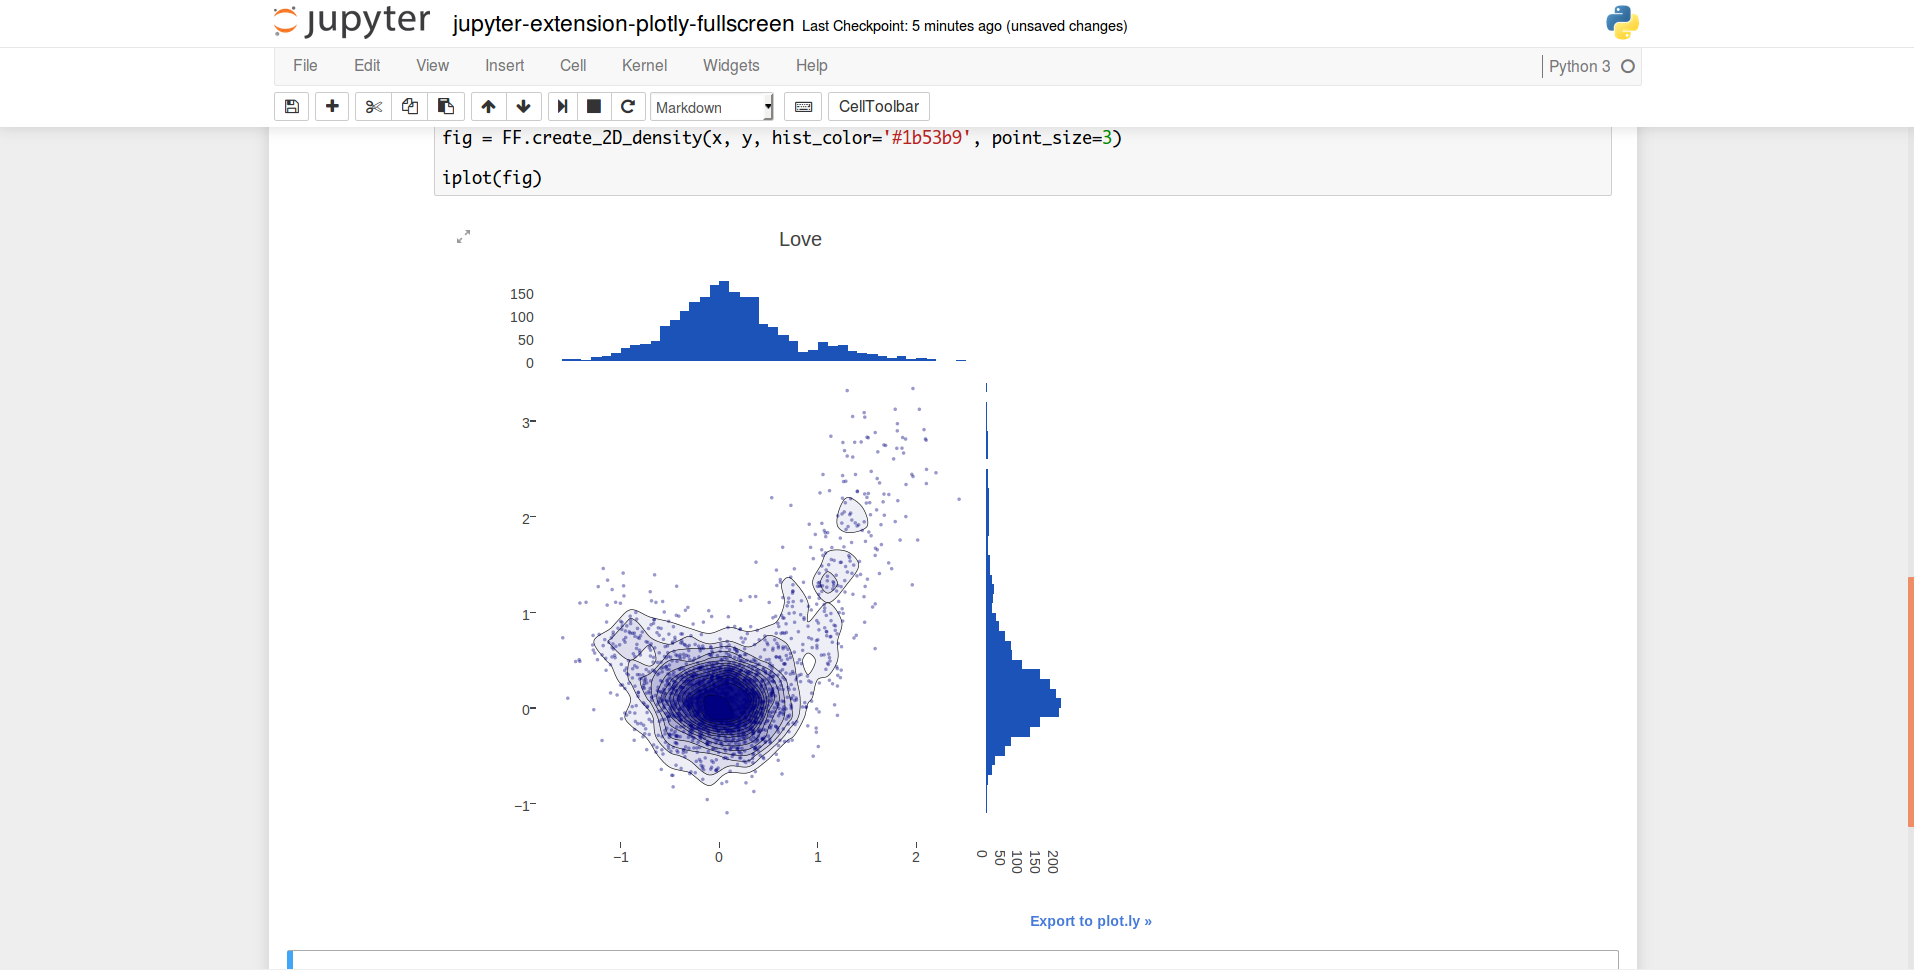 jupyter jupyter-extension-plotly-fullscreen Last Checkpoint: 5 minutes ago (unsaved changes)
File Edit View Insert Cell Kernel Widgets Help Python 3
Markdown CellToolbar
fig = FF.create_2D_density(x, y, hist_color='#1b53b9', point_size=3)
iplot(fig)
Love
150
100
50
0
3
2
1
0
−1
−1 0 1 2
0 50 100 150 200
Export to plot.ly »